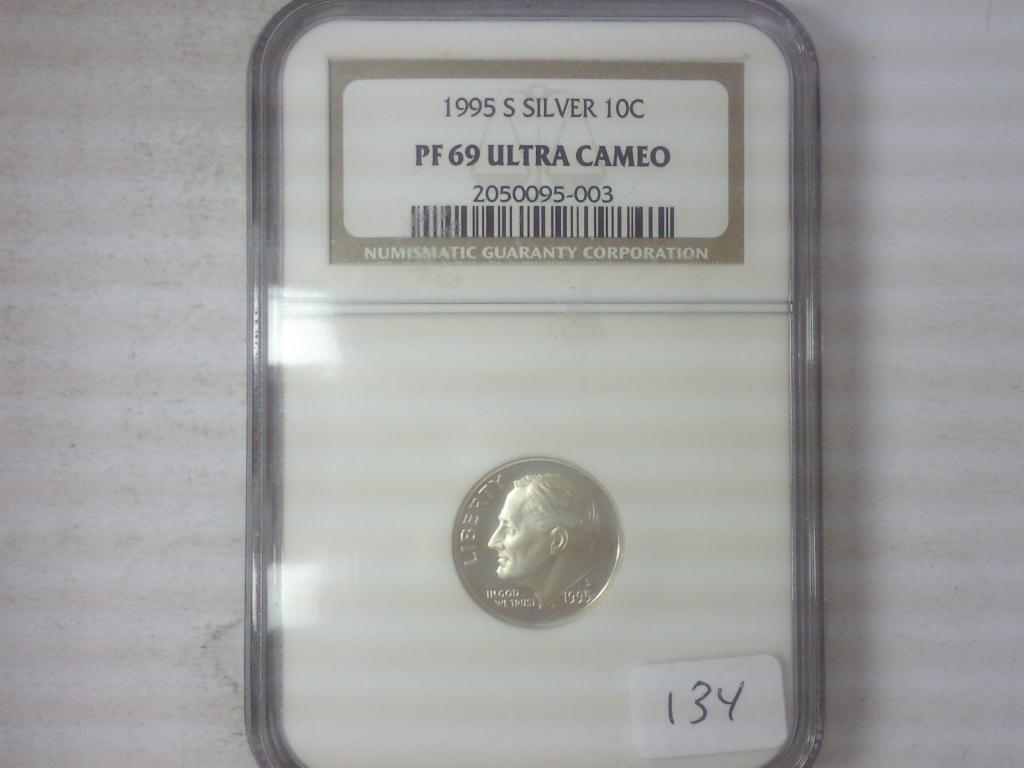 1995 S SILVER 10C
PF 69 ULTRA CAMEO
2050095-003
NUMISMATIC GUARANTY CORPORATION
LIBERTY
IN GOD
WE TRUST
S
1995
134